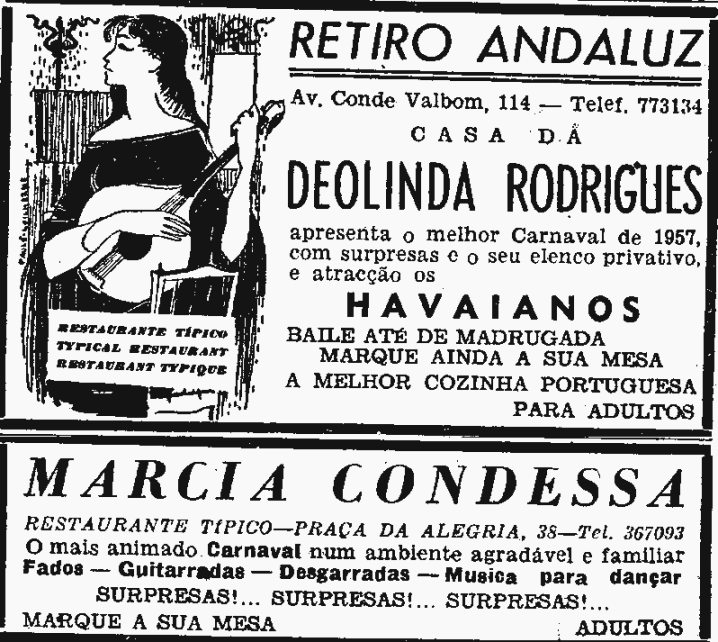 RETIRO ANDALUZ
Av. Conde Valbom, 114 — Telef. 773134
CASA DA
DEOLINDA RODRIGUES
apresenta o melhor Carnaval de 1957,
com surpresas e o seu elenco privativo,
e atracção os
HAVAIANOS
BAILE ATÉ DE MADRUGADA
MARQUE AINDA A SUA MESA
A MELHOR COZINHA PORTUGUESA
PARA ADULTOS
RESTAURANTE TÍPICO
TYPICAL RESTAURANT
RESTAURANT TYPIQUE
MARCIA CONDESSA
RESTAURANTE TÍPICO—PRAÇA DA ALEGRIA, 38—Tel. 367093
O mais animado Carnaval num ambiente agradável e familiar
Fados — Guitarradas — Desgarradas — Musica para dançar
SURPRESAS!... SURPRESAS!... SURPRESAS!...
MARQUE A SUA MESA ADULTOS